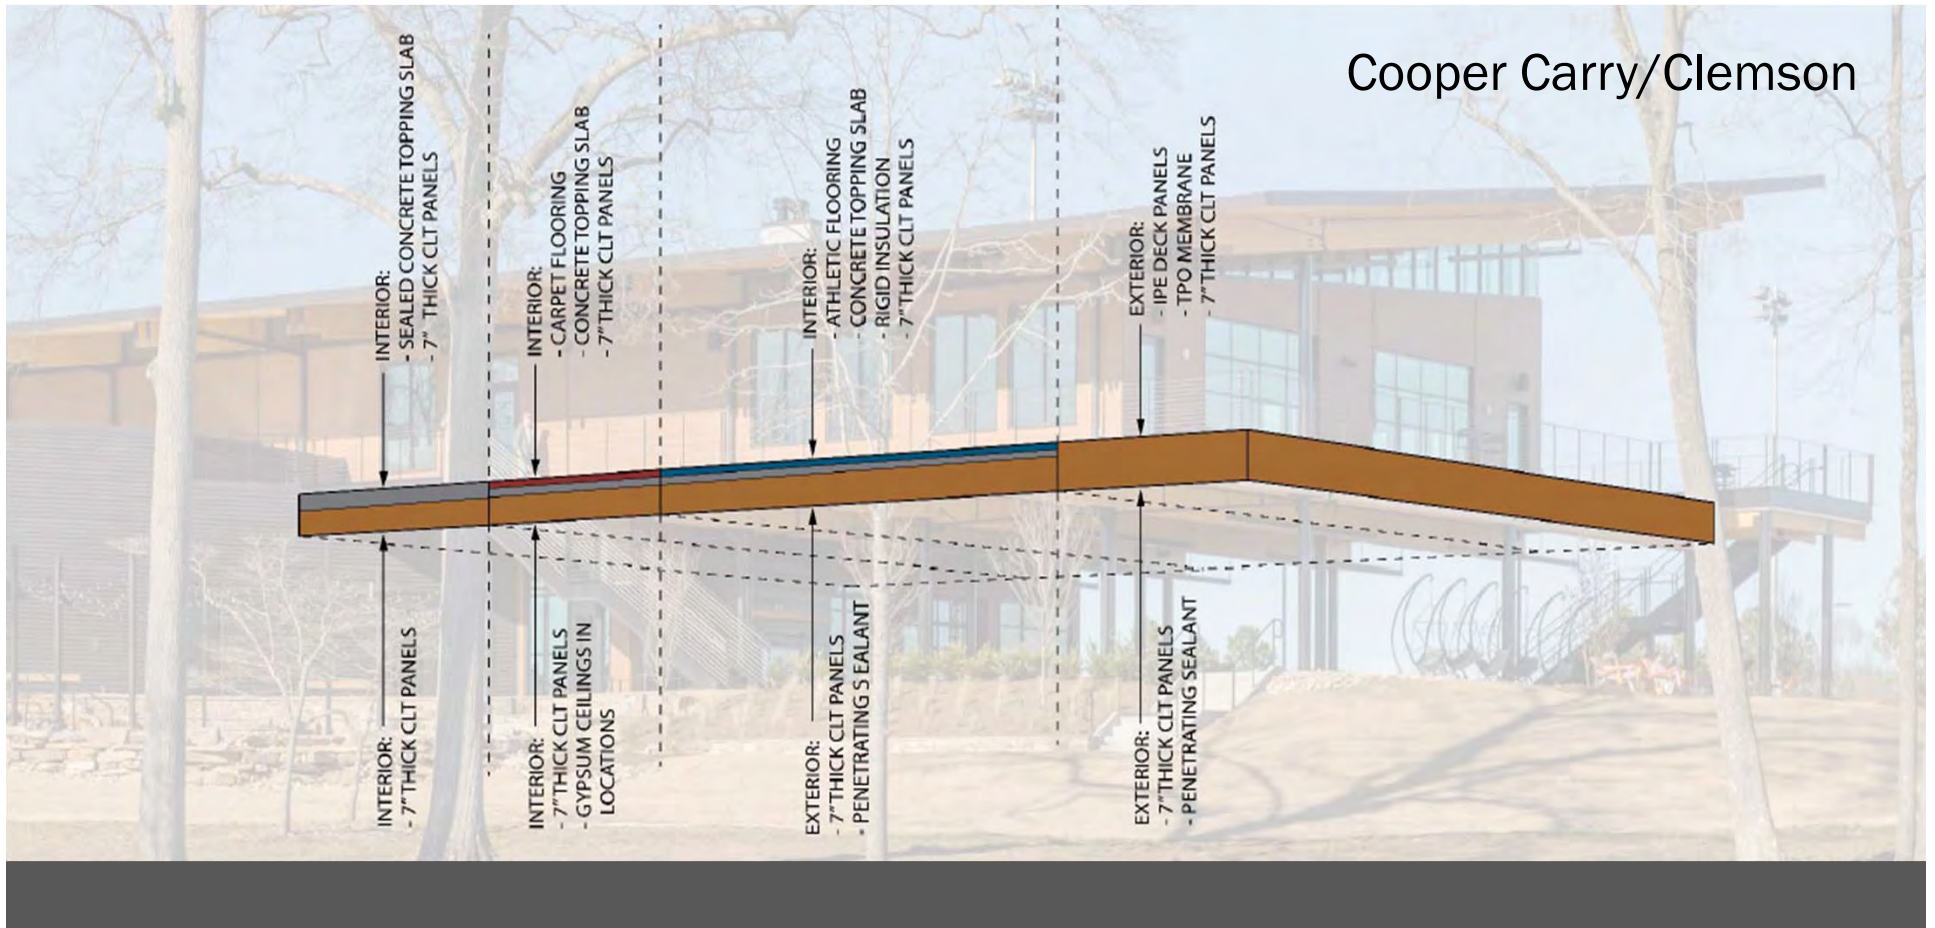 Cooper Carry/Clemson
INTERIOR:
- SEALED CONCRETE TOPPING SLAB
- 7" THICK CLT PANELS
INTERIOR:
- CARPET FLOORING
- CONCRETE TOPPING SLAB
- 7" THICK CLT PANELS
INTERIOR:
- ATHLETIC FLOORING
- CONCRETE TOPPING SLAB
- RIGID INSULATION
- 7" THICK CLT PANELS
EXTERIOR:
- IPE DECK PANELS
- TPO MEMBRANE
- 7" THICK CLT PANELS
INTERIOR:
- 7" THICK CLT PANELS
INTERIOR:
- 7" THICK CLT PANELS
- GYPSUM CEILINGS IN
LOCATIONS
EXTERIOR:
- 7" THICK CLT PANELS
- PENETRATING S EALANT
EXTERIOR:
- 7" THICK CLT PANELS
- PENETRATING SEALANT